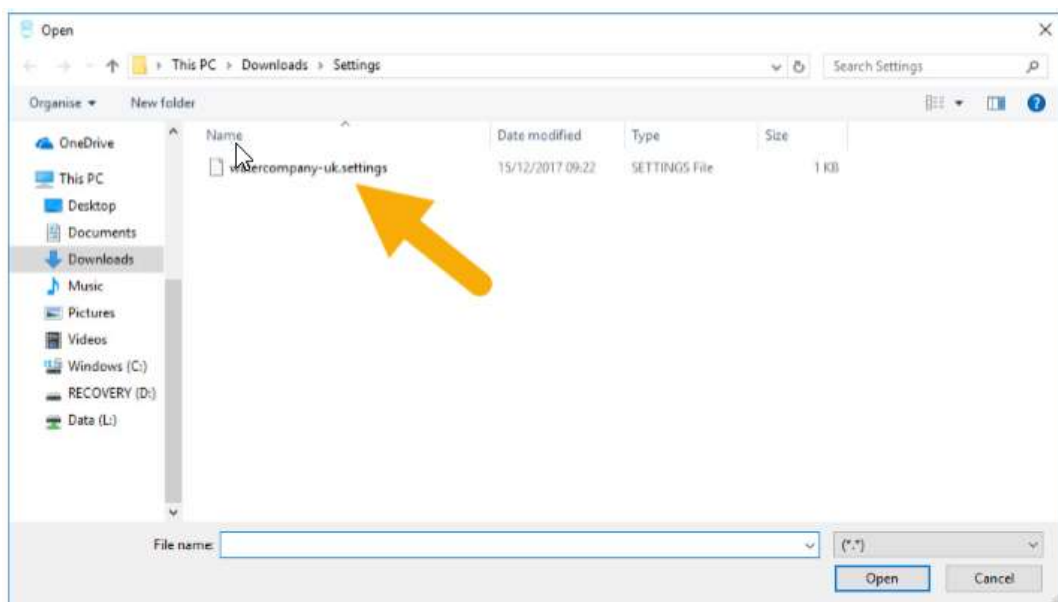 Open
This PC > Downloads > Settings
Search Settings
Organise
New folder
Name
Date modified
Type
Size
watercompany-uk.settings
15/12/2017 09:22
SETTINGS File
1 KB
OneDrive
This PC
Desktop
Documents
Downloads
Music
Pictures
Videos
Windows (C:)
RECOVERY (D:)
Data (L:)
File name:
(*.*)
Open
Cancel